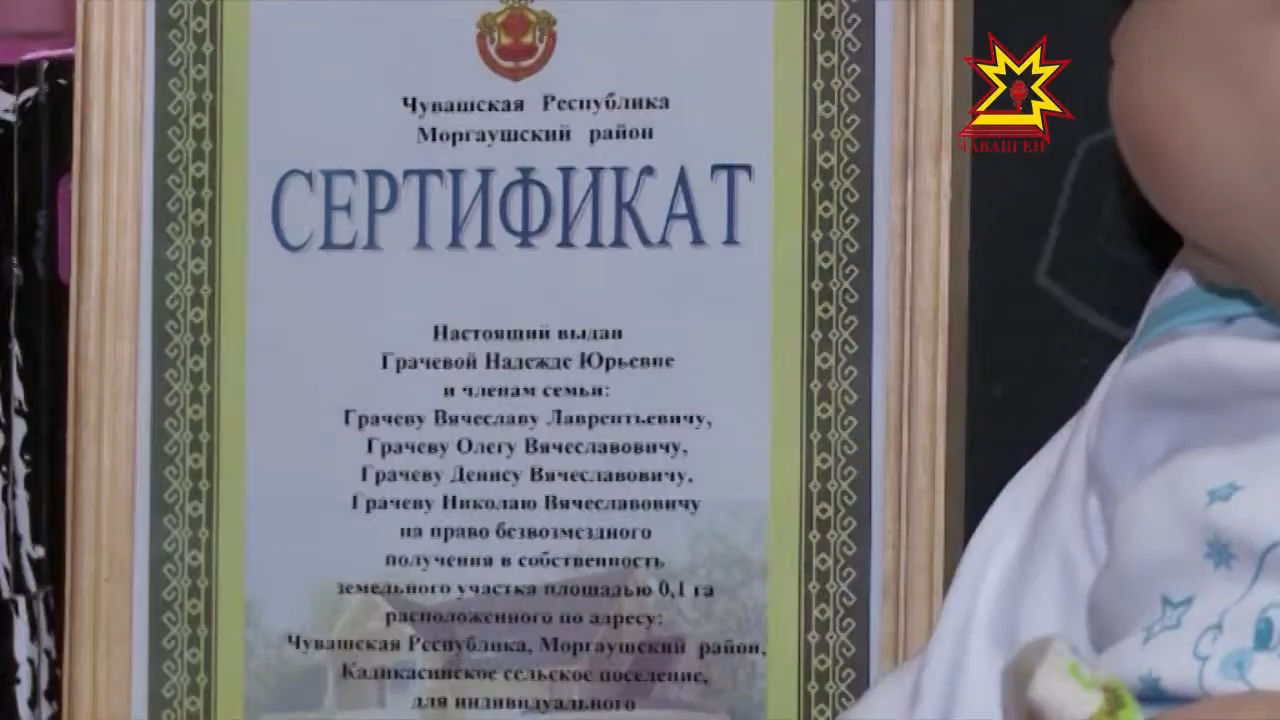 Чувашская Республика
Моргаушский район
СЕРТИФИКАТ
Настоящий выдан
Грачевой Надежде Юрьевне
и членам семьи:
Грачеву Вячеславу Лаврентьевичу,
Грачеву Олегу Вячеславовичу,
Грачеву Денису Вячеславовичу,
Грачеву Николаю Вячеславовичу
на право безвозмездного
получения в собственность
земельного участка площадью 0,1 га
расположенного по адресу:
Чувашская Республика, Моргаушский район,
Кадикасинское сельское поселение,
для индивидуального
ЧĂВАШ ЕН